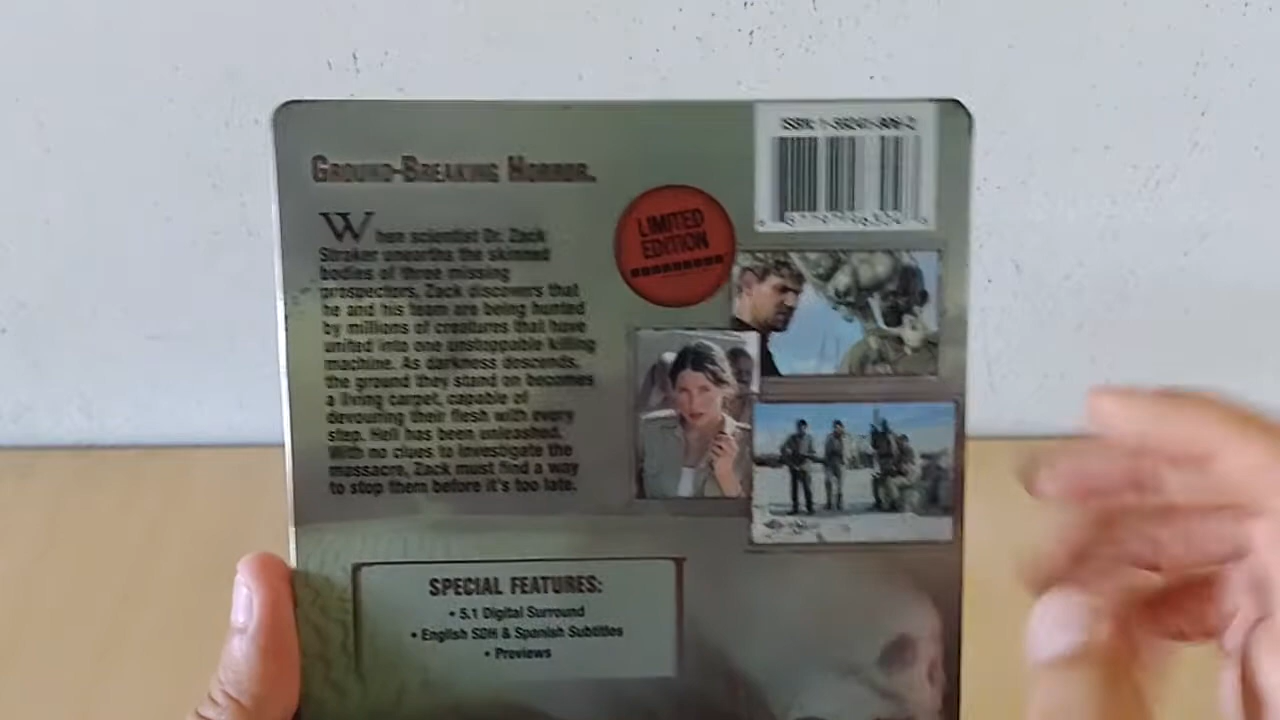 GROUND-BREAKING HORROR.
When scientist Dr. Zack
Straker unearths the skinned
bodies of three missing
prospectors, Zack discovers that
he and his team are being hunted
by millions of creatures that have
united into one unstoppable killing
machine. As darkness descends,
the ground they stand on becomes
a living carpet, capable of
devouring their flesh with every
step. Hell has been unleashed.
With no clues to investigate the
massacre, Zack must find a way
to stop them before it's too late.
LIMITED
EDITION
SPECIAL FEATURES:
• 5.1 Digital Surround
• English SDH & Spanish Subtitles
• Previews